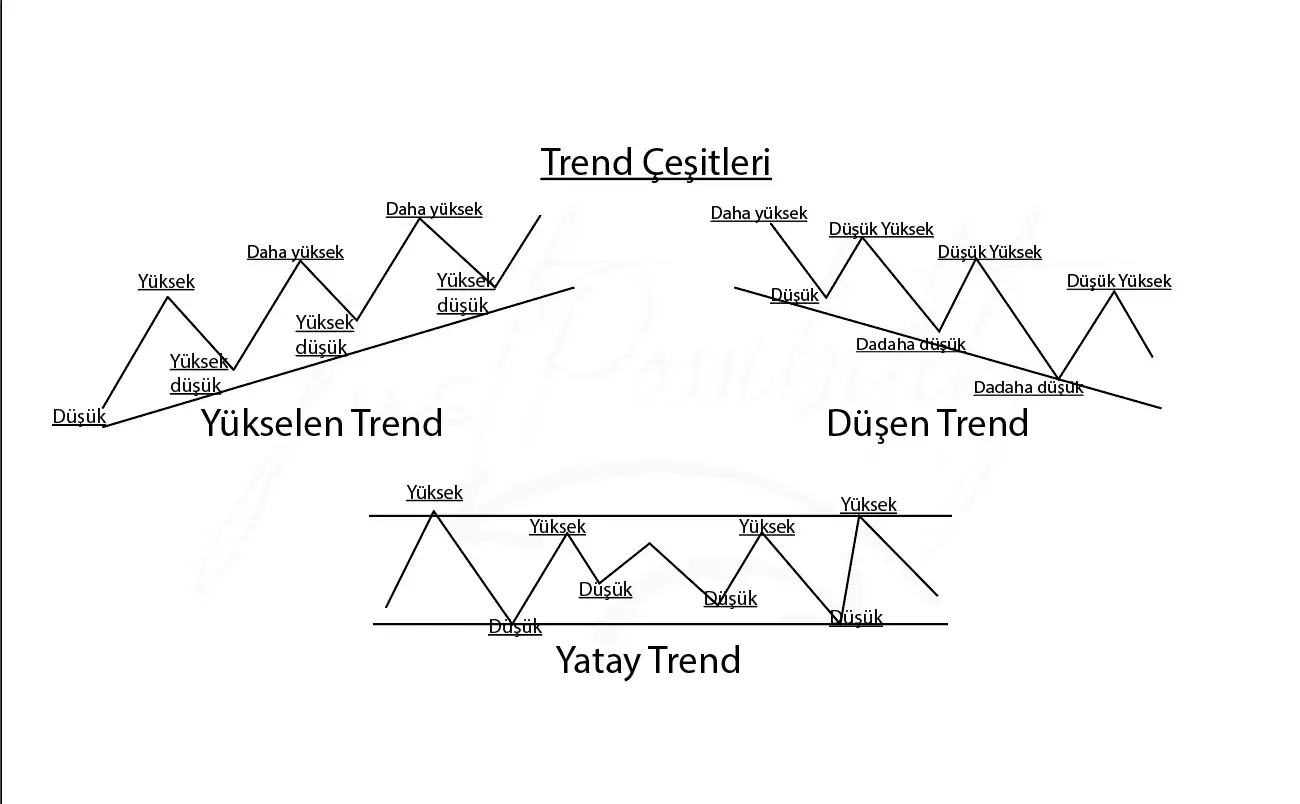 Trend Çeşitleri
Daha yüksek
Daha yüksek
Yüksek
Yüksek
düşük
Yüksek
düşük
Yüksek
düşük
Düşük
Yükselen Trend
Daha yüksek
Düşük Yüksek
Düşük Yüksek
Düşük Yüksek
Düşük
Dadaha düşük
Dadaha düşük
Düşen Trend
Yüksek
Yüksek
Yüksek
Yüksek
Düşük
Düşük
Düşük
Düşük
Yatay Trend